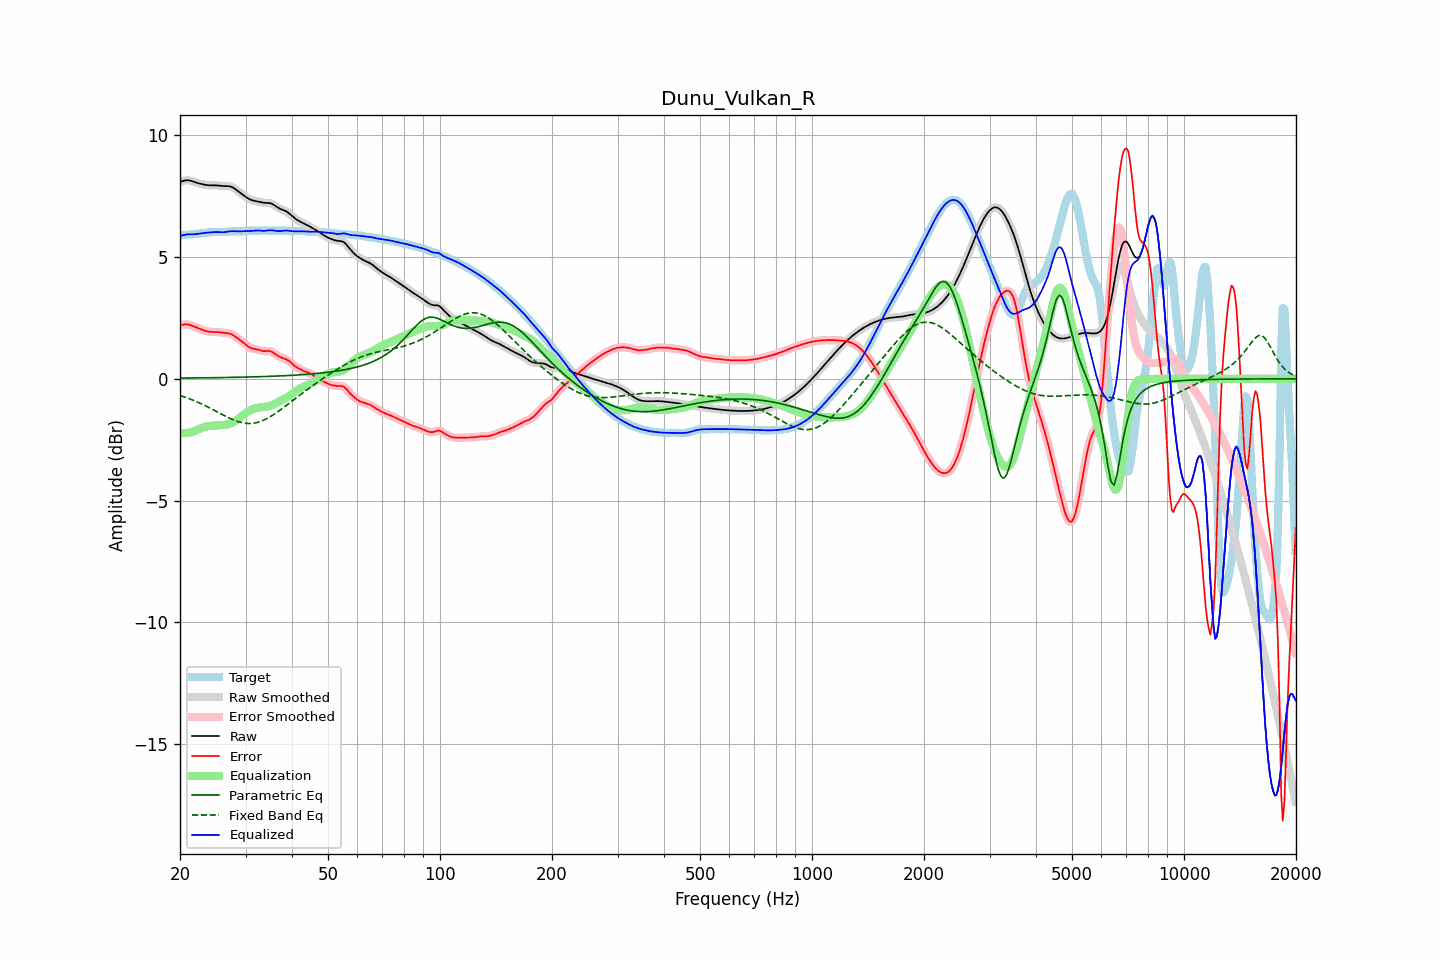 Dunu_Vulkan_R
10
5
0
−5
−10
−15
Amplitude (dBr)
Target
Raw Smoothed
Error Smoothed
Raw
Error
Equalization
Parametric Eq
Fixed Band Eq
Equalized
20 50 100 200 500 1000 2000 5000 10000 20000
Frequency (Hz)